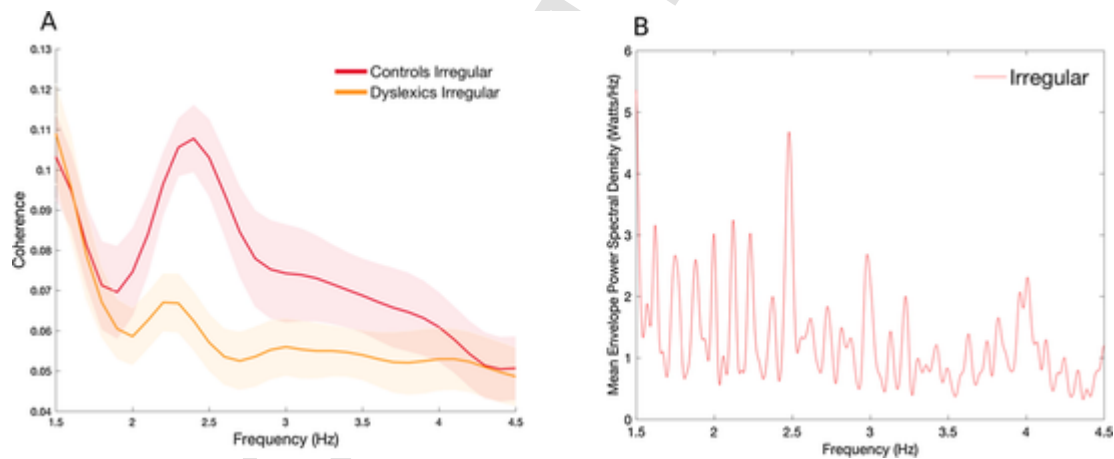 A
Controls Irregular
Dyslexics Irregular
Coherence
0.13
0.12
0.11
0.1
0.09
0.08
0.07
0.06
0.05
0.04
1.5 2 2.5 3 3.5 4 4.5
Frequency (Hz)
B
Irregular
Mean Envelope Power Spectral Density (Watts/Hz)
6
5
4
3
2
1
0
1.5 2 2.5 3 3.5 4 4.5
Frequency (Hz)